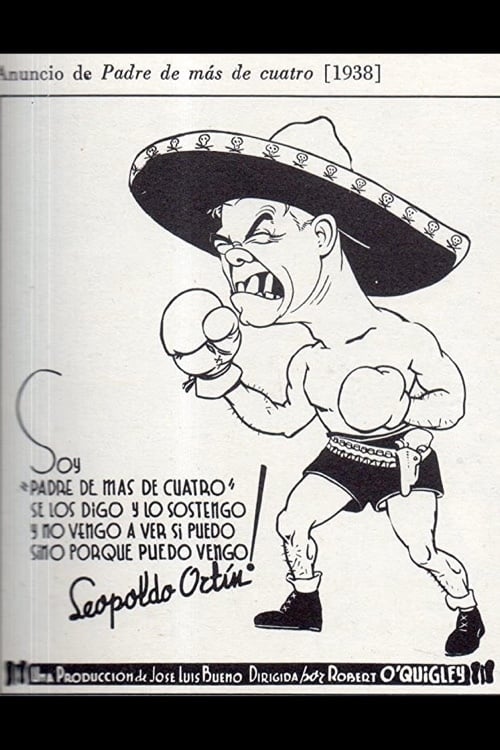 Anuncio de Padre de más de cuatro [1938]
Soy
"PADRE DE MAS DE CUATRO"
SE LOS DIGO Y LO SOSTENGO
Y NO VENGO A VER SI PUEDO
SINO PORQUE PUEDO VENGO!
Leopoldo Ortín
UNA PRODUCCION de JOSE LUIS BUENO DIRIGIDA por ROBERT O'QUIGLEY